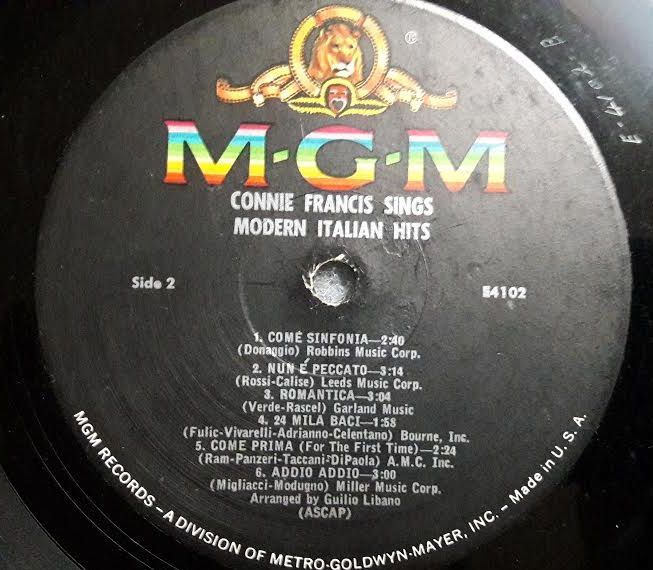 ®
M-G-M
CONNIE FRANCIS SINGS
MODERN ITALIAN HITS
Side 2
E4102
1. COME SINFONIA—2:40
(Donaggio) Robbins Music Corp.
2. NUN É PECCATO—3:14
(Rossi-Calise) Leeds Music Corp.
3. ROMANTICA—3:04
(Verde-Rascel) Garland Music
4. 24 MILA BACI—1:58
(Fulic-Vivarelli-Adrianno-Celentano) Bourne, Inc.
5. COME PRIMA (For The First Time)—2:24
(Ram-Panzeri-Taccani-DiPaola) A.M.C. Inc.
6. ADDIO ADDIO—3:00
(Migliacci-Modugno) Miller Music Corp.
Arranged by Guilio Libano
(ASCAP)
MGM RECORDS – A DIVISION OF METRO-GOLDWYN-MAYER, INC. – Made in U. S. A.